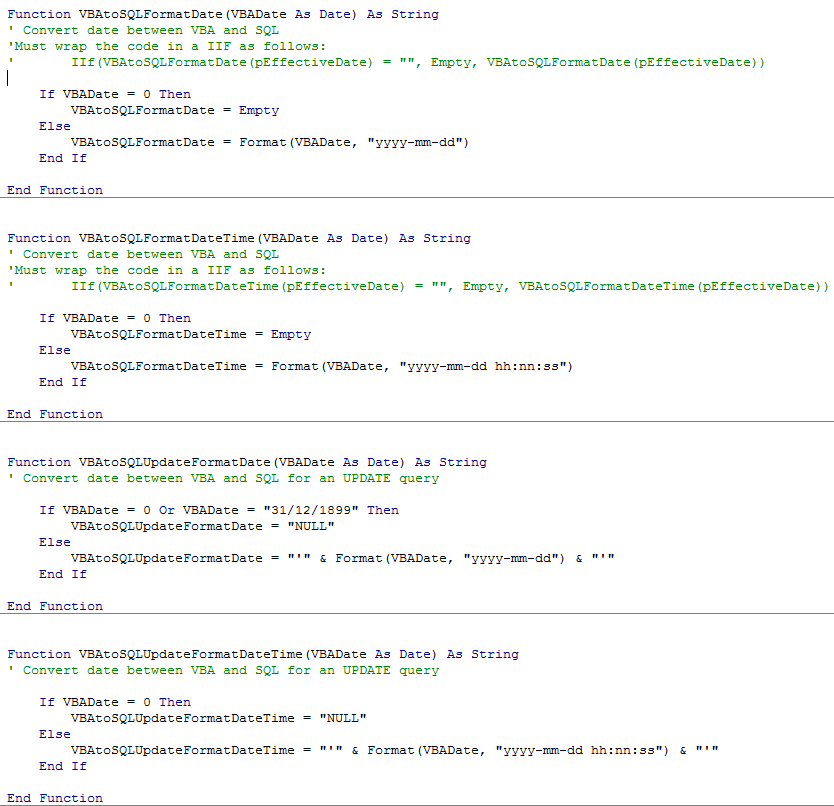 Function VBAtoSQLFormatDate(VBADate As Date) As String
' Convert date between VBA and SQL
'Must wrap the code in a IIF as follows:
'       IIf(VBAtoSQLFormatDate(pEffectiveDate) = "", Empty, VBAtoSQLFormatDate(pEffectiveDate))
    If VBADate = 0 Then
        VBAtoSQLFormatDate = Empty
    Else
        VBAtoSQLFormatDate = Format(VBADate, "yyyy-mm-dd")
    End If
End Function
Function VBAtoSQLFormatDateTime(VBADate As Date) As String
' Convert date between VBA and SQL
'Must wrap the code in a IIF as follows:
'       IIf(VBAtoSQLFormatDateTime(pEffectiveDate) = "", Empty, VBAtoSQLFormatDateTime(pEffectiveDate))
    If VBADate = 0 Then
        VBAtoSQLFormatDateTime = Empty
    Else
        VBAtoSQLFormatDateTime = Format(VBADate, "yyyy-mm-dd hh:nn:ss")
    End If
End Function
Function VBAtoSQLUpdateFormatDate(VBADate As Date) As String
' Convert date between VBA and SQL for an UPDATE query
    If VBADate = 0 Or VBADate = "31/12/1899" Then
        VBAtoSQLUpdateFormatDate = "NULL"
    Else
        VBAtoSQLUpdateFormatDate = "'" & Format(VBADate, "yyyy-mm-dd") & "'"
    End If
End Function
Function VBAtoSQLUpdateFormatDateTime(VBADate As Date) As String
' Convert date between VBA and SQL for an UPDATE query
    If VBADate = 0 Then
        VBAtoSQLUpdateFormatDateTime = "NULL"
    Else
        VBAtoSQLUpdateFormatDateTime = "'" & Format(VBADate, "yyyy-mm-dd hh:nn:ss") & "'"
    End If
End Function